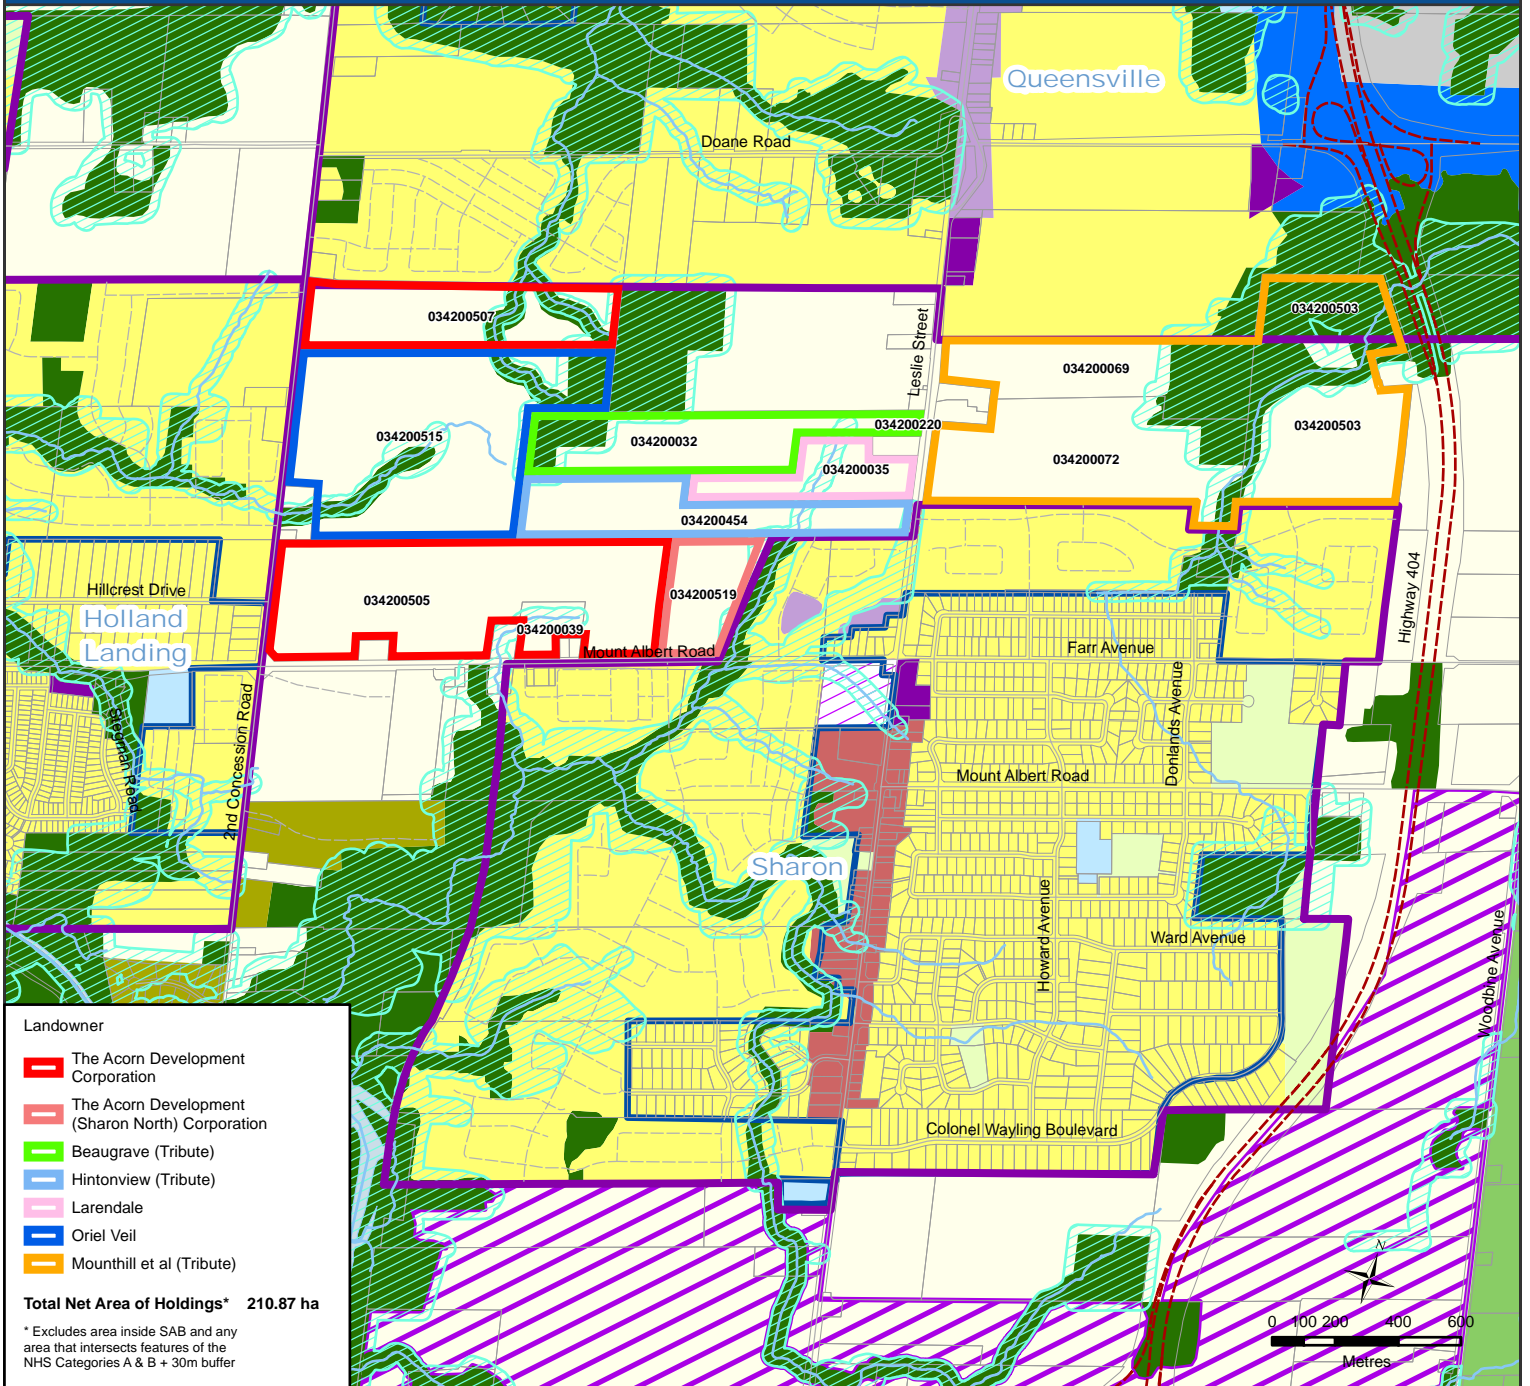 Queensville
Doane Road
034200507
034200503
Leslie Street
034200069
034200220
034200503
034200515
034200032
034200072
034200035
034200454
Hillcrest Drive
Holland
Landing
034200505
034200519
034200039
Mount Albert Road
Farr Avenue
Highway 404
Donlands Avenue
Stegman Road
2nd Concession Road
Mount Albert Road
Sharon
Howard Avenue
Ward Avenue
Woodbine Avenue
Colonel Wayling Boulevard
Landowner
The Acorn Development
Corporation
The Acorn Development
(Sharon North) Corporation
Beaugrave (Tribute)
Hintonview (Tribute)
Larendale
Oriel Veil
Mounthill et al (Tribute)
Total Net Area of Holdings* 210.87 ha
* Excludes area inside SAB and any
area that intersects features of the
NHS Categories A & B + 30m buffer
N
0 100 200 400 600
Metres